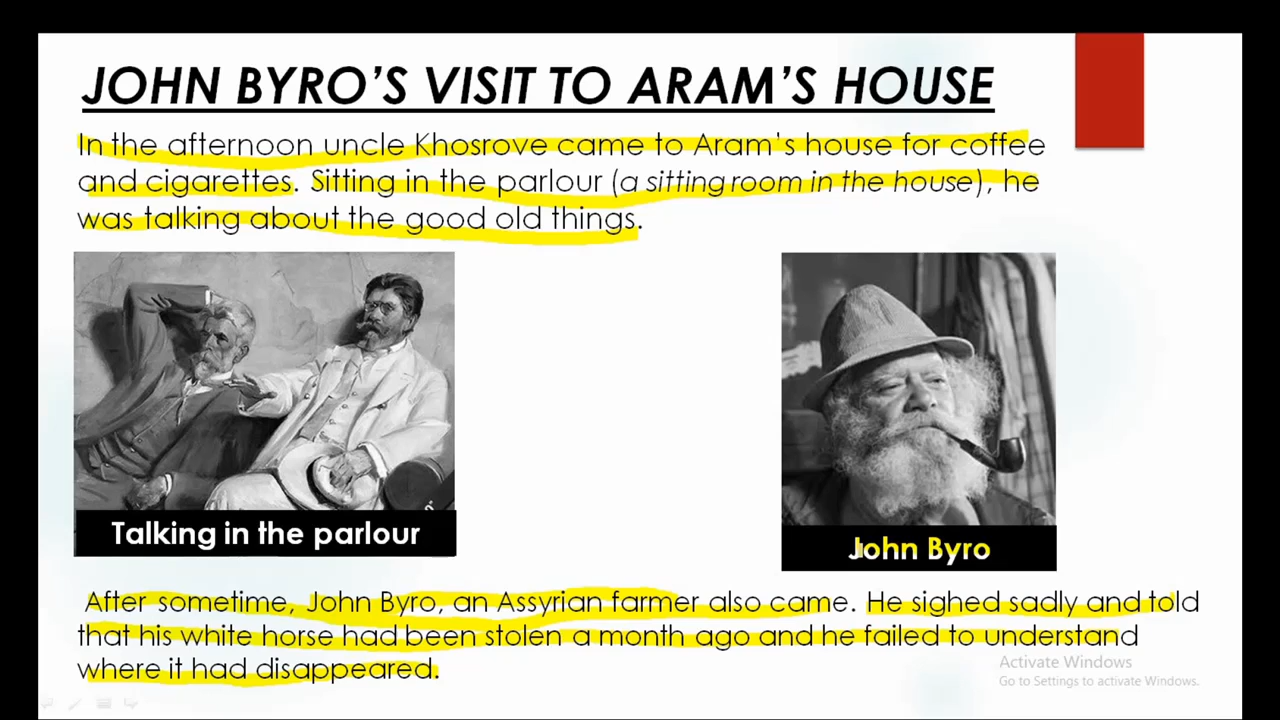 JOHN BYRO’S VISIT TO ARAM’S HOUSE
In the afternoon uncle Khosrove came to Aram's house for coffee
and cigarettes. Sitting in the parlour (a sitting room in the house), he
was talking about the good old things.
Talking in the parlour
John Byro
After sometime, John Byro, an Assyrian farmer also came. He sighed sadly and told
that his white horse had been stolen a month ago and he failed to understand
where it had disappeared.
Activate Windows
Go to Settings to activate Windows.